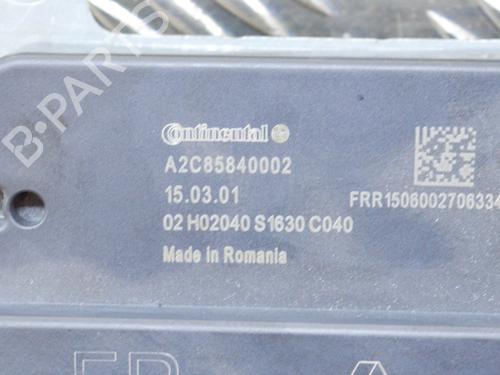 Continental
A2C85840002
15.03.01
FRR1506002706334
02 H02040 S1630 C040
Made in Romania
B-PARTS